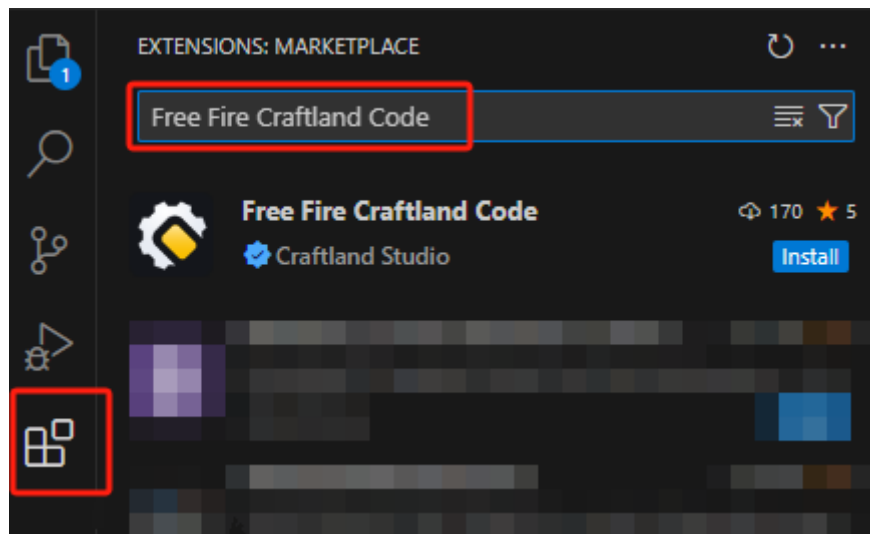 EXTENSIONS: MARKETPLACE
1
Free Fire Craftland Code
Free Fire Craftland Code 170 5
Craftland Studio Install